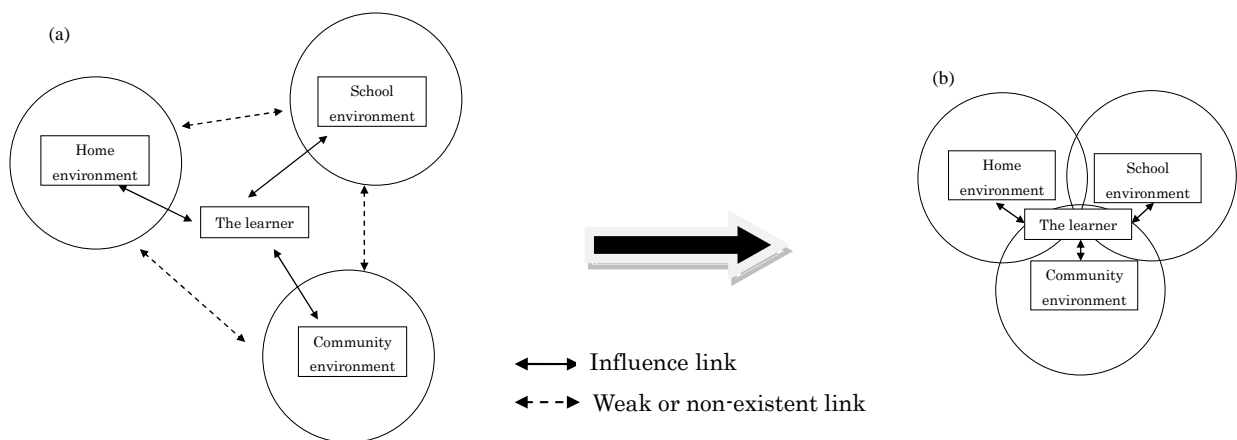 (a)
School
environment
Home
environment
The learner
Community
environment
Influence link
Weak or non-existent link
(b)
Home
environment
School
environment
The learner
Community
environment